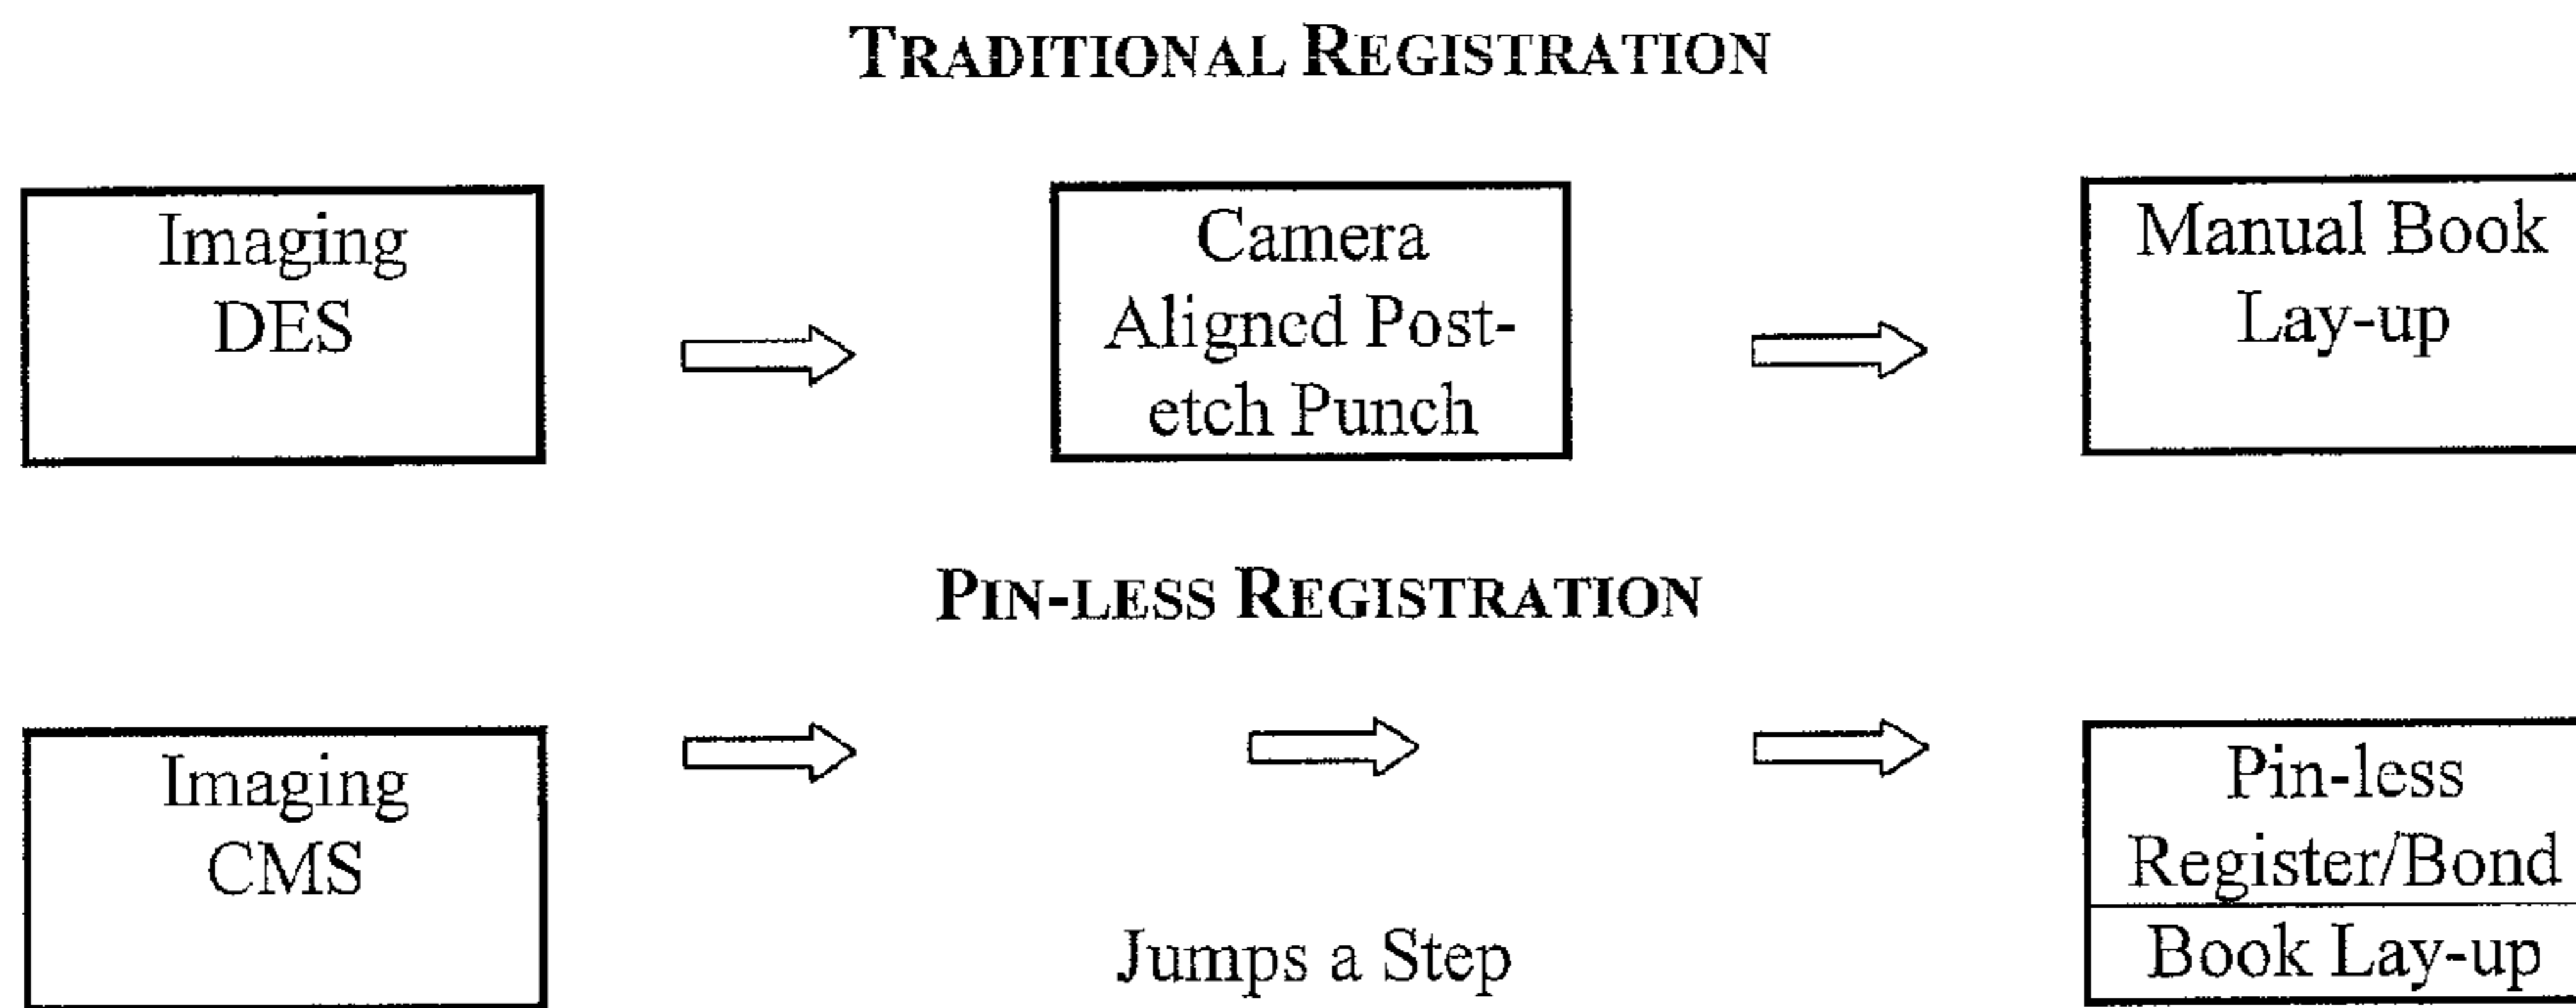 TRADITIONAL REGISTRATION
Imaging
DES
Camera
Aligned Post-
etch Punch
Manual Book
Lay-up
PIN-LESS REGISTRATION
Imaging
CMS
Jumps a Step
Pin-less
Register/Bond
Book Lay-up